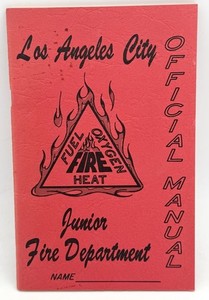 Los Angeles City
OFFICIAL MANUAL
FUEL
OXYGEN
FIRE
HEAT
Junior
Fire Department
NAME